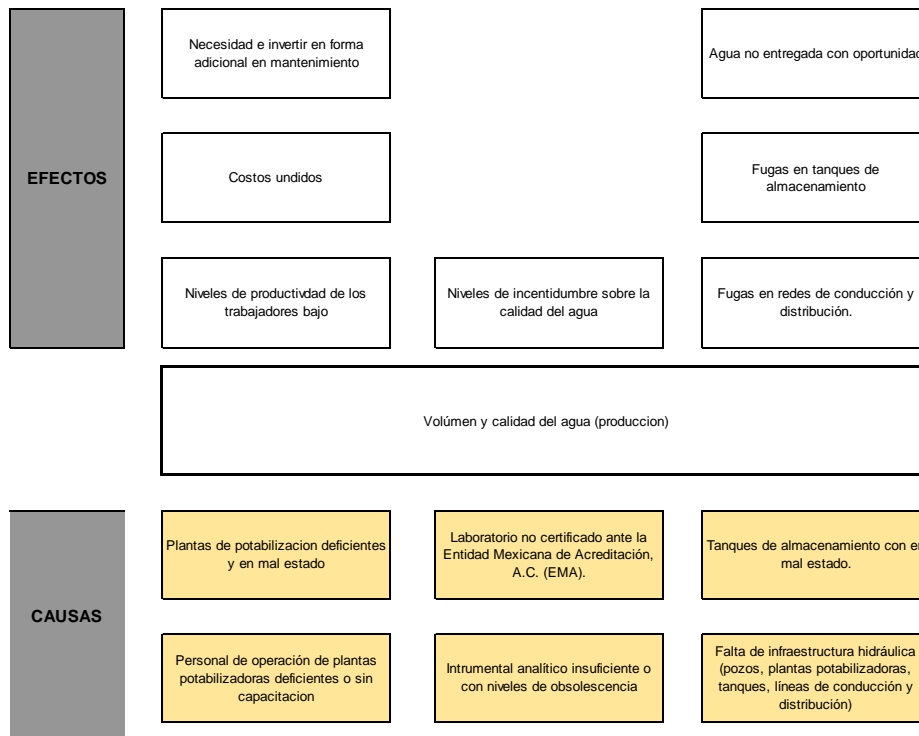 Necesidad e invertir en forma
adicional en mantenimiento
Agua no entregada con oportunidad
EFECTOS
Costos undidos
Fugas en tanques de
almacenamiento
Niveles de productivdad de los
trabajadores bajo
Niveles de incentidumbre sobre la
calidad del agua
Fugas en redes de conducción y
distribución.
Volúmen y calidad del agua (produccion)
CAUSAS
Plantas de potabilizacion deficientes
y en mal estado
Laboratorio no certificado ante la
Entidad Mexicana de Acreditación,
A.C. (EMA).
Tanques de almacenamiento con en
mal estado.
Personal de operación de plantas
potabilizadoras deficientes o sin
capacitacion
Intrumental analítico insuficiente o
con niveles de obsolescencia
Falta de infraestructura hidráulica
(pozos, plantas potabilizadoras,
tanques, líneas de conducción y
distribución)